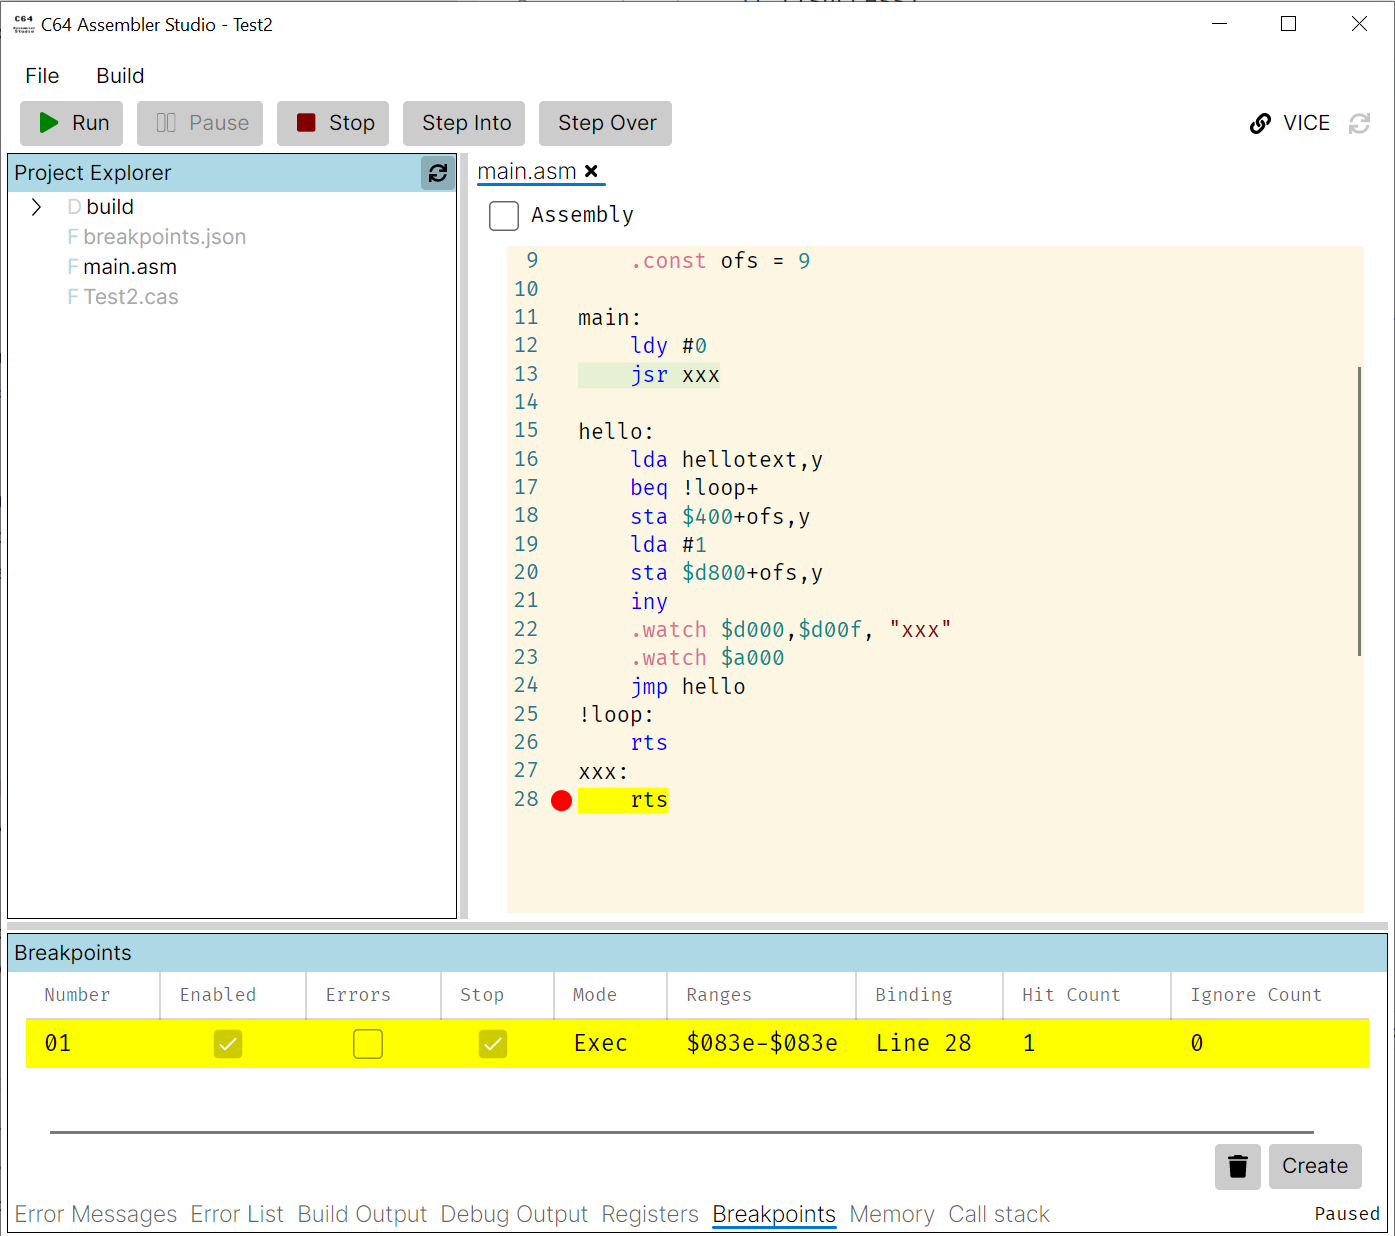 C64 Assembler Studio - Test2
File Build
Run Pause Stop Step Into Step Over VICE
Project Explorer
build
breakpoints.json
main.asm
Test2.cas
D
F
F
F
main.asm
Assembly
9 .const ofs = 9
10
11 main:
12 ldy #0
13 jsr xxx
14
15 hello:
16 lda hellotext,y
17 beq !loop+
18 sta $400+ofs,y
19 lda #1
20 sta $d800+ofs,y
21 iny
22 .watch $d000,$d00f, "xxx"
23 .watch $a000
24 jmp hello
25 !loop:
26 rts
27 xxx:
28 rts
Breakpoints
Number Enabled Errors Stop Mode Ranges Binding Hit Count Ignore Count
01 Exec $083e-$083e Line 28 1 0
Create
Error Messages Error List Build Output Debug Output Registers Breakpoints Memory Call stack Paused